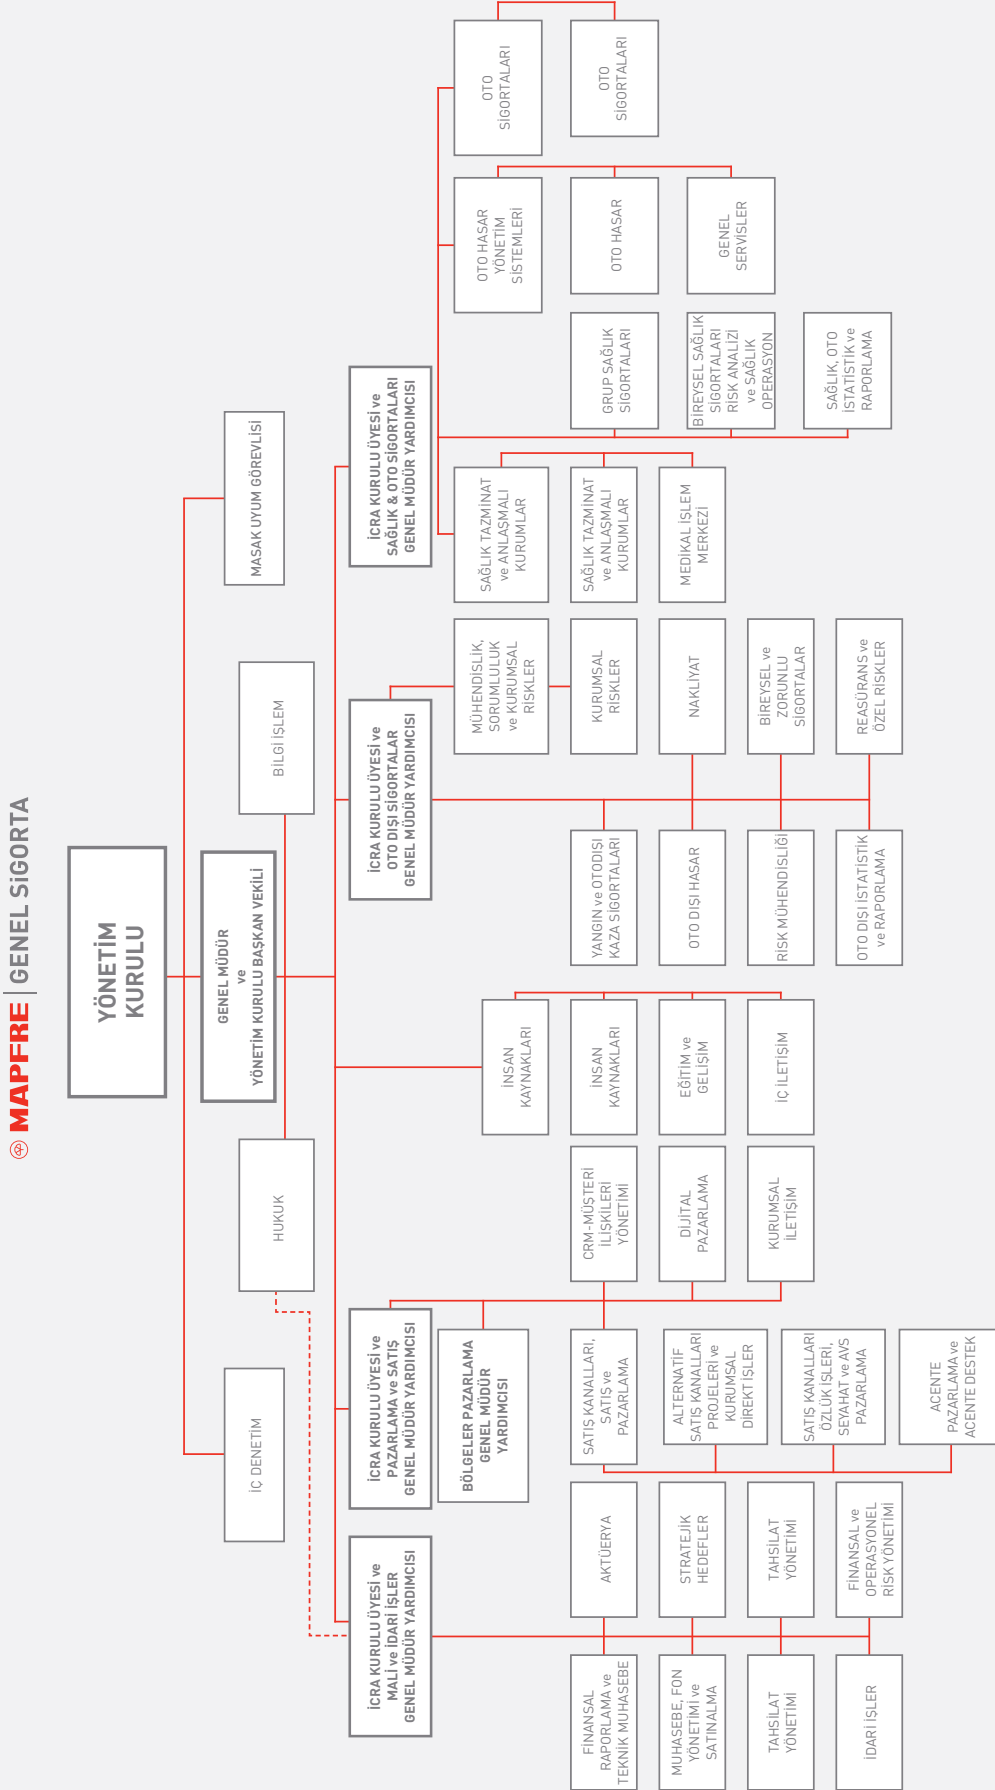 MAPFRE | GENEL SİGORTA
YÖNETİM
KURULU
GENEL MÜDÜR
ve
YÖNETİM KURULU BAŞKAN VEKİLİ
İÇ DENETİM
MASAK UYUM GÖREVLİSİ
HUKUK
BİLGİ İŞLEM
İCRA KURULU ÜYESİ ve
MALİ ve İDARİ İŞLER
GENEL MÜDÜR YARDIMCISI
İCRA KURULU ÜYESİ ve
PAZARLAMA ve SATIŞ
GENEL MÜDÜR YARDIMCISI
İCRA KURULU ÜYESİ ve
OTO DIŞI SİGORTALAR
GENEL MÜDÜR YARDIMCISI
İCRA KURULU ÜYESİ ve
SAĞLIK & OTO SİGORTALARI
GENEL MÜDÜR YARDIMCISI
BÖLGELER PAZARLAMA
GENEL MÜDÜR
YARDIMCISI
İNSAN
KAYNAKLARI
MÜHENDİSLİK,
SORUMLULUK
ve KURUMSAL
RİSKLER
SAĞLIK TAZMİNAT
ve ANLAŞMALI
KURUMLAR
OTO HASAR
YÖNETİM
SİSTEMLERİ
OTO
SİGORTALARI
FİNANSAL
RAPORLAMA ve
TEKNİK MUHASEBE
AKTÜERYA
SATIŞ KANALLARI,
SATIŞ ve
PAZARLAMA
CRM-MÜŞTERİ
İLİŞKİLERİ
YÖNETİMİ
İNSAN
KAYNAKLARI
YANGIN ve OTODIŞI
KAZA SİGORTALARI
KURUMSAL
RİSKLER
SAĞLIK TAZMİNAT
ve ANLAŞMALI
KURUMLAR
GRUP SAĞLIK
SİGORTALARI
OTO HASAR
OTO
SİGORTALARI
MUHASEBE, FON
YÖNETİMİ ve
SATINALMA
STRATEJİK
HEDEFLER
ALTERNATİF
SATIŞ KANALLARI
PROJELERİ ve
KURUMSAL
DİREKT İŞLER
DİJİTAL
PAZARLAMA
EĞİTİM ve
GELİŞİM
OTO DIŞI HASAR
NAKLİYAT
MEDİKAL İŞLEM
MERKEZİ
BİREYSEL SAĞLIK
SİGORTALARI
RİSK ANALİZİ
ve SAĞLIK
OPERASYON
GENEL
SERVİSLER
TAHSİLAT
YÖNETİMİ
TAHSİLAT
YÖNETİMİ
SATIŞ KANALLARI
ÖZLÜK İŞLERİ,
SEYAHAT ve AVS
PAZARLAMA
KURUMSAL
İLETİŞİM
İÇ İLETİŞİM
RİSK MÜHENDİSLİĞİ
BİREYSEL ve
ZORUNLU
SİGORTALAR
SAĞLIK, OTO
İSTATİSTİK ve
RAPORLAMA
İDARİ İŞLER
FİNANSAL ve
OPERASYONEL
RİSK YÖNETİMİ
ACENTE
PAZARLAMA ve
ACENTE DESTEK
OTO DIŞI İSTATİSTİK
ve RAPORLAMA
REASÜRANS ve
ÖZEL RİSKLER